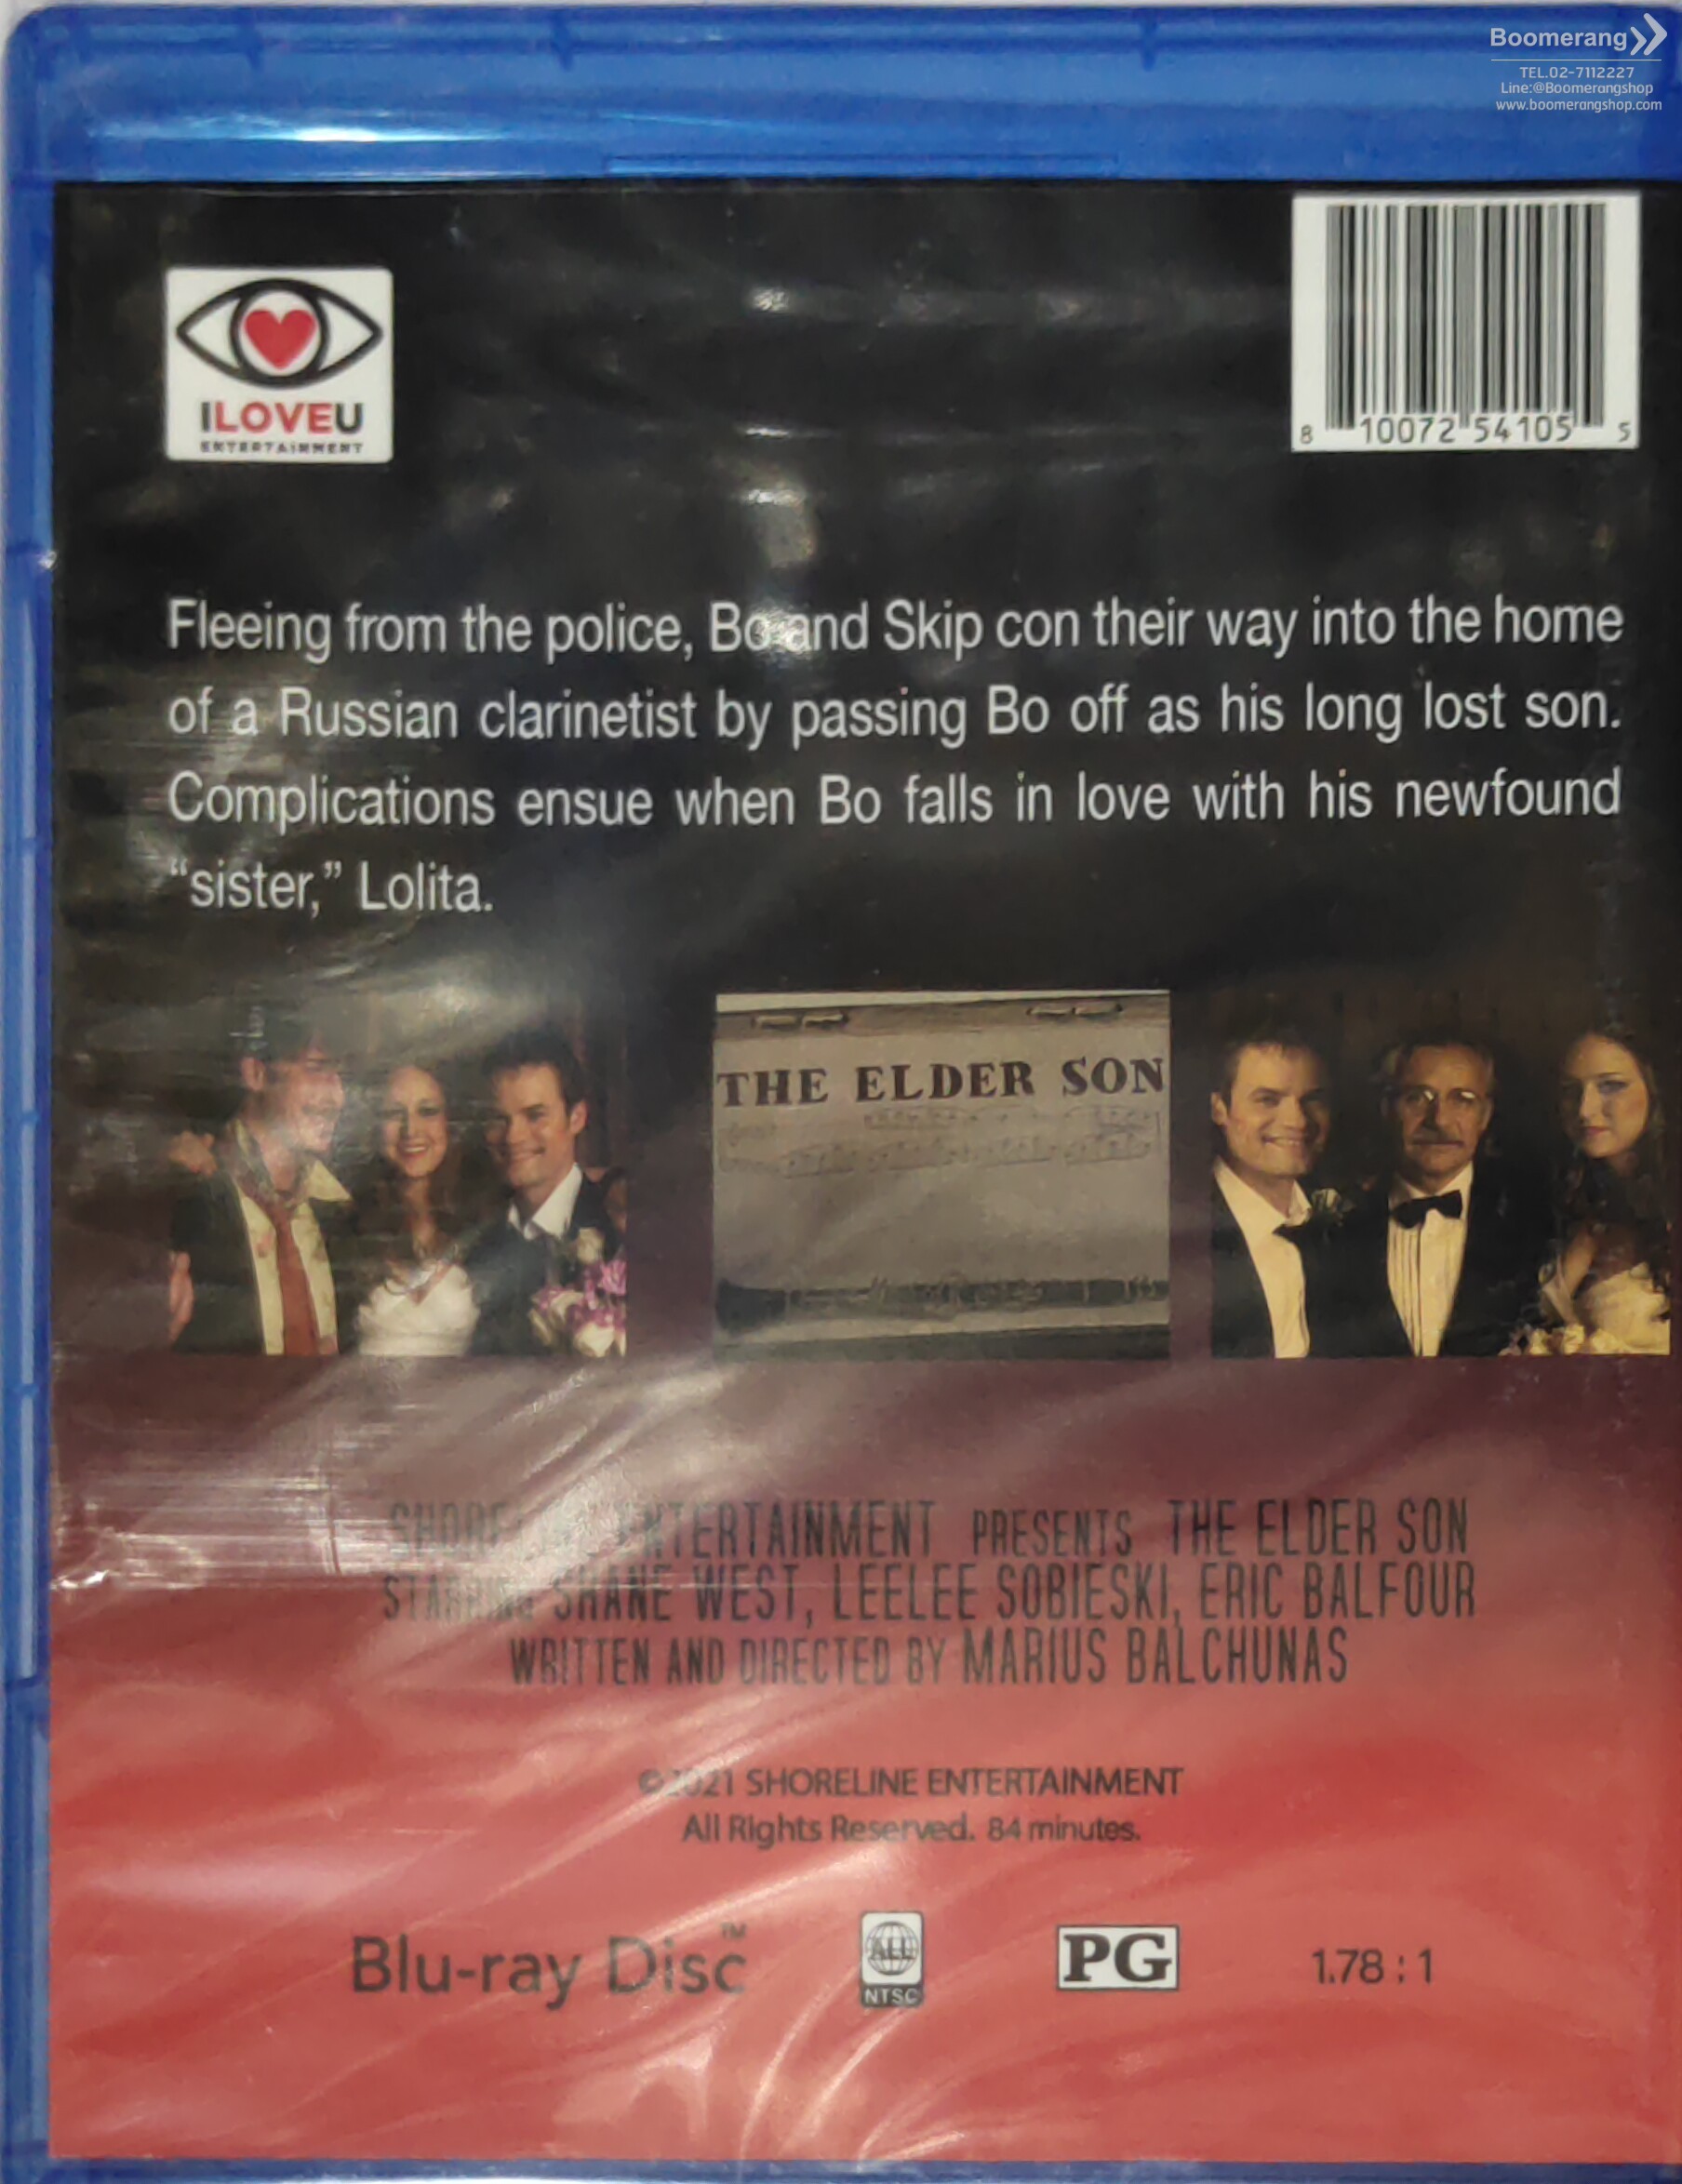 Boomerang
TEL.02-7112227
Line:@Boomerangshop
www.boomerangshop.com
ILOVEU
ENTERTAiNMENT
8 10072 54105 5
Fleeing from the police, Bo and Skip con their way into the home
of a Russian clarinetist by passing Bo off as his long lost son.
Complications ensue when Bo falls in love with his newfound
“sister,” Lolita.
THE ELDER SON
SHORELINE ENTERTAINMENT PRESENTS THE ELDER SON
STARRING SHANE WEST, LEELEE SOBIESKI, ERIC BALFOUR
WRITTEN AND DIRECTED BY MARIUS BALCHUNAS
©2021 SHORELINE ENTERTAINMENT
All Rights Reserved. 84 minutes.
Blu-ray Disc™
ALL
NTSC
PG
1.78 : 1